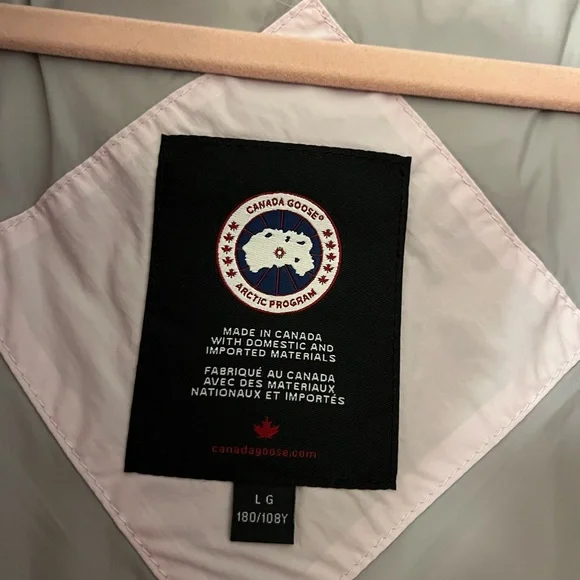 CANADA GOOSE®
ARCTIC PROGRAM
MADE IN CANADA
WITH DOMESTIC AND
IMPORTED MATERIALS
FABRIQUÉ AU CANADA
AVEC DES MATERIAUX
NATIONAUX ET IMPORTÉS
canadagoose.com
LG
180/108Y